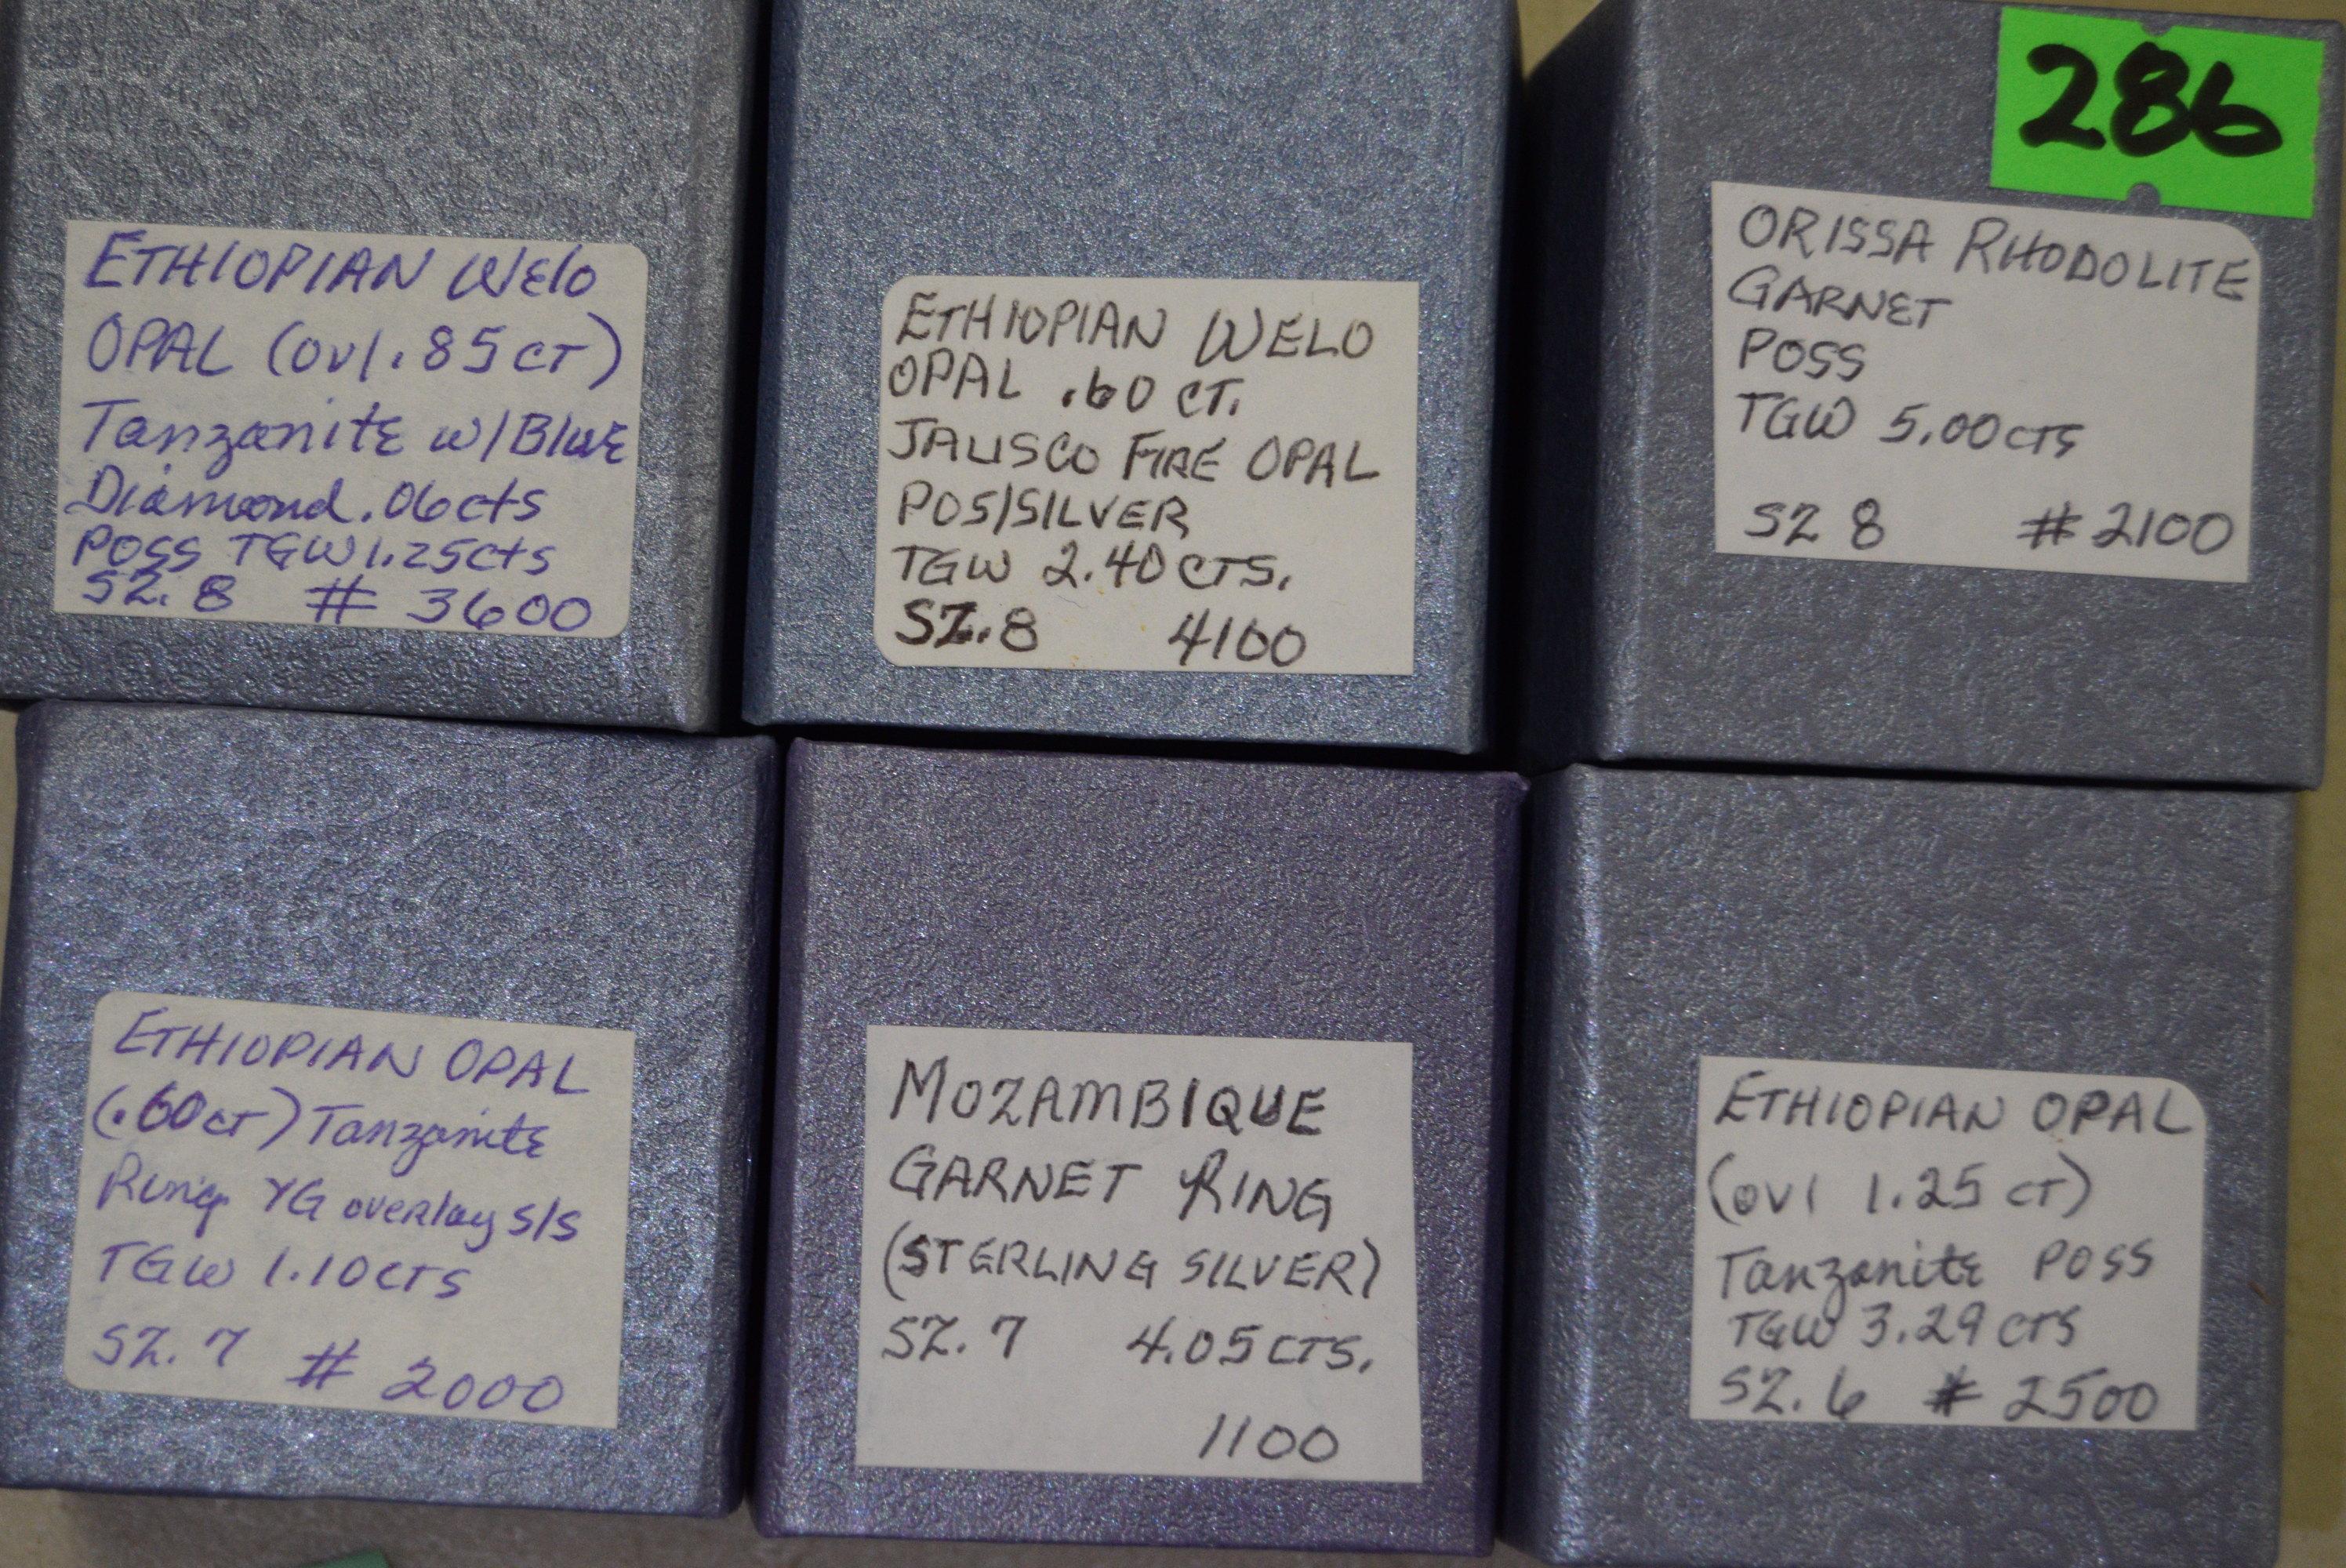 ETHIOPIAN Welo
OPAL (OVL .85 CT)
Tanzanite w/Blue
Diamond .06cts
POSS TGW 1.25cts
SZ. 8 # 3600
ETHIOPIAN WELO
OPAL .60 CT.
JALISCO FIRE OPAL
POS/SILVER
TGW 2.40 CTS.
SZ. 8 4100
286
ORISSA RHODOLITE
GARNET
POSS
TGW 5.00 CTS
SZ 8 # 2100
ETHIOPIAN OPAL
(.60 CT) Tanzanite
Ring YG overlay S/S
TGW 1.10 CTS
SZ. 7 # 2000
MOZAMBIQUE
GARNET RING
(STERLING SILVER)
SZ. 7 4.05 CTS.
1100
ETHIOPIAN OPAL
(OVL 1.25 CT)
Tanzanite POSS
TGW 3.29 CTS
SZ. 6 # 2500